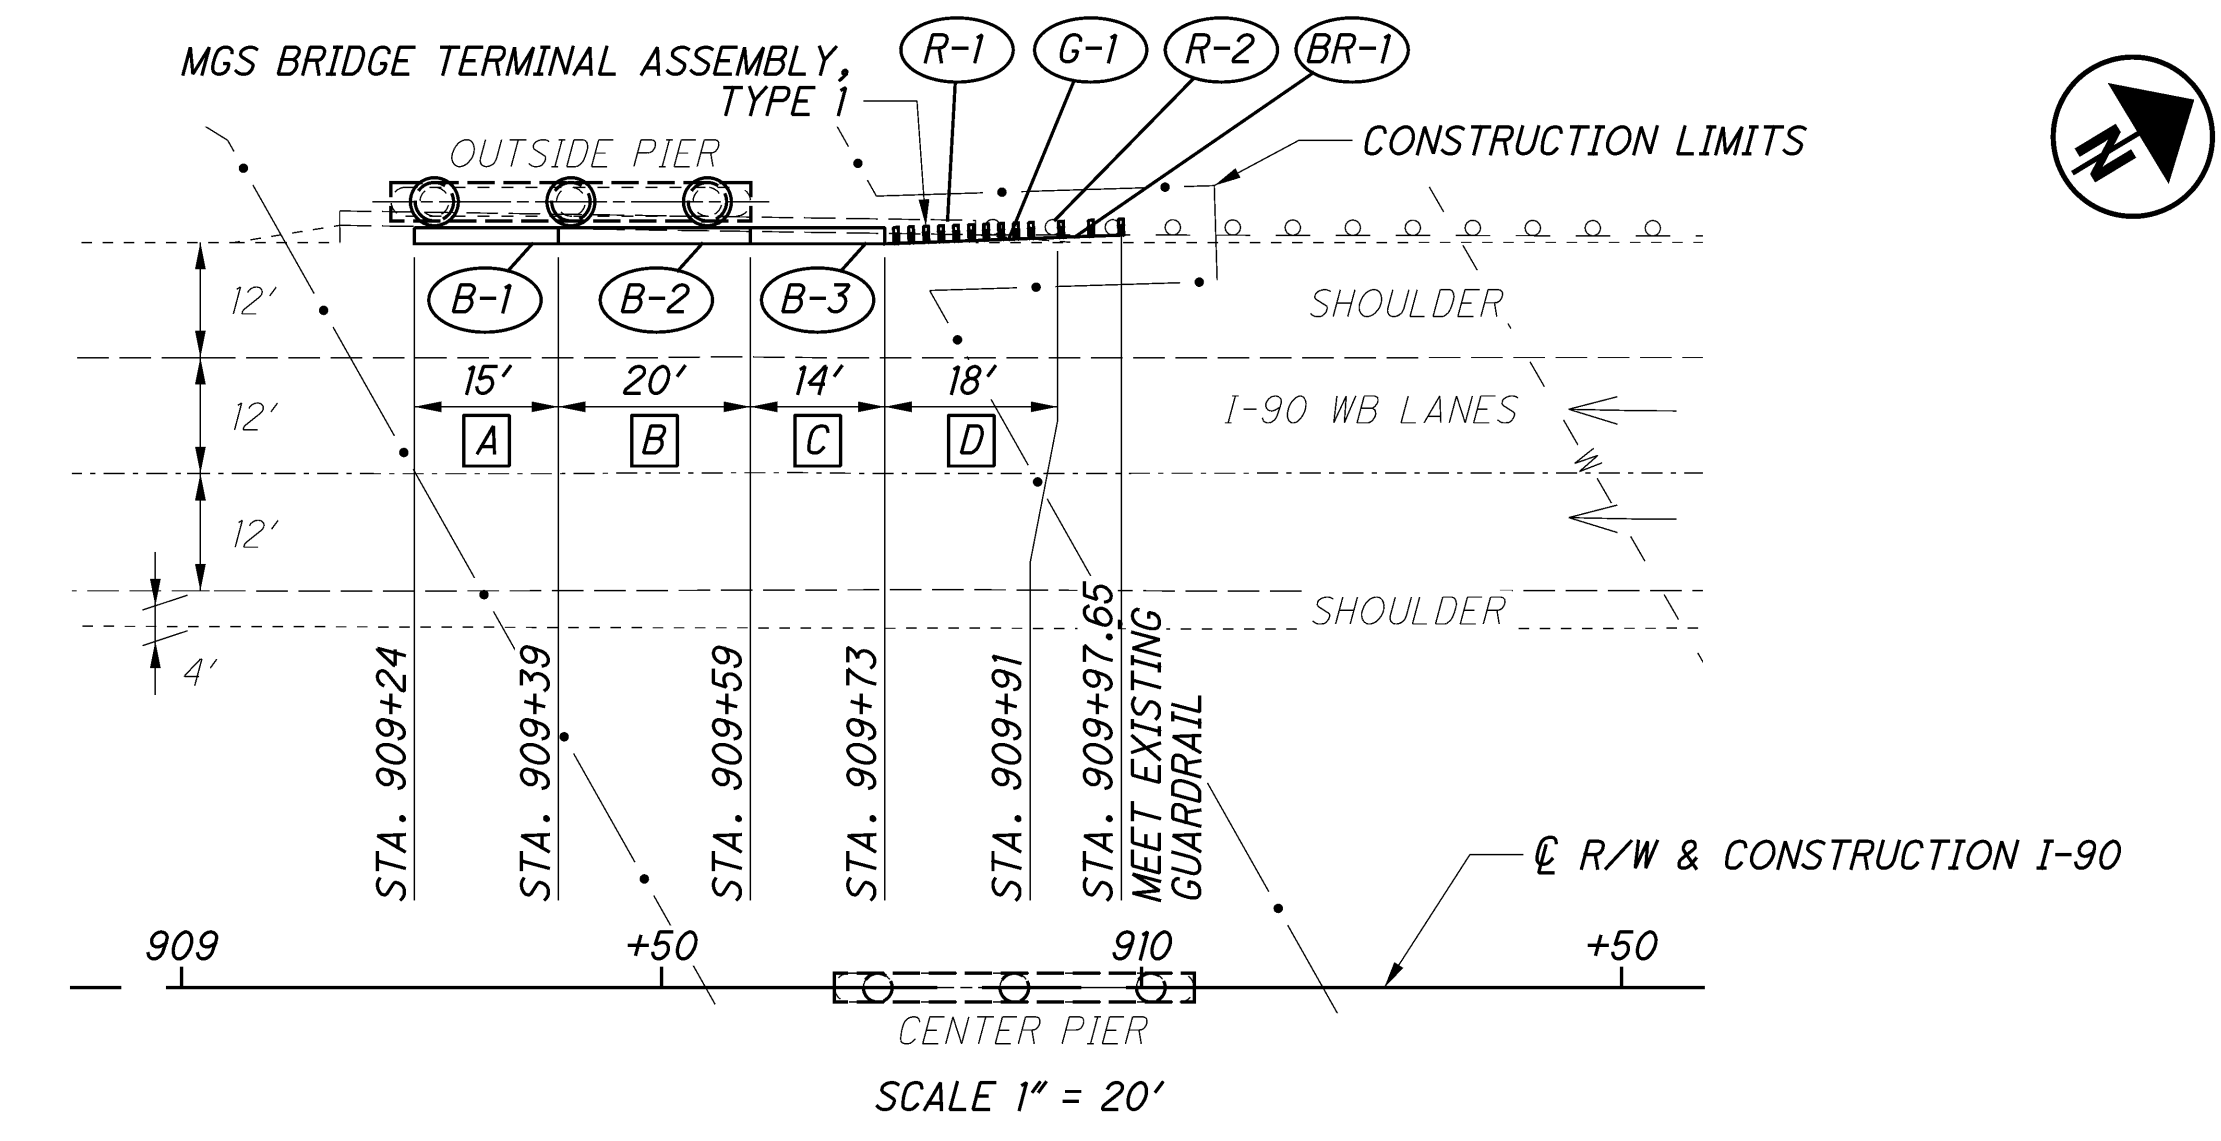 MGS BRIDGE TERMINAL ASSEMBLY,
TYPE 1
R-1
G-1
R-2
BR-1
CONSTRUCTION LIMITS
N
OUTSIDE PIER
B-1
B-2
B-3
12'
SHOULDER
15'
20'
14'
18'
12'
A
B
C
D
I-90 WB LANES
W
12'
SHOULDER
4'
STA. 909+24
STA. 909+39
STA. 909+59
STA. 909+73
STA. 909+91
STA. 909+97.65
MEET EXISTING
GUARDRAIL
℄ R/W & CONSTRUCTION I-90
909
+50
910
+50
CENTER PIER
SCALE 1" = 20'